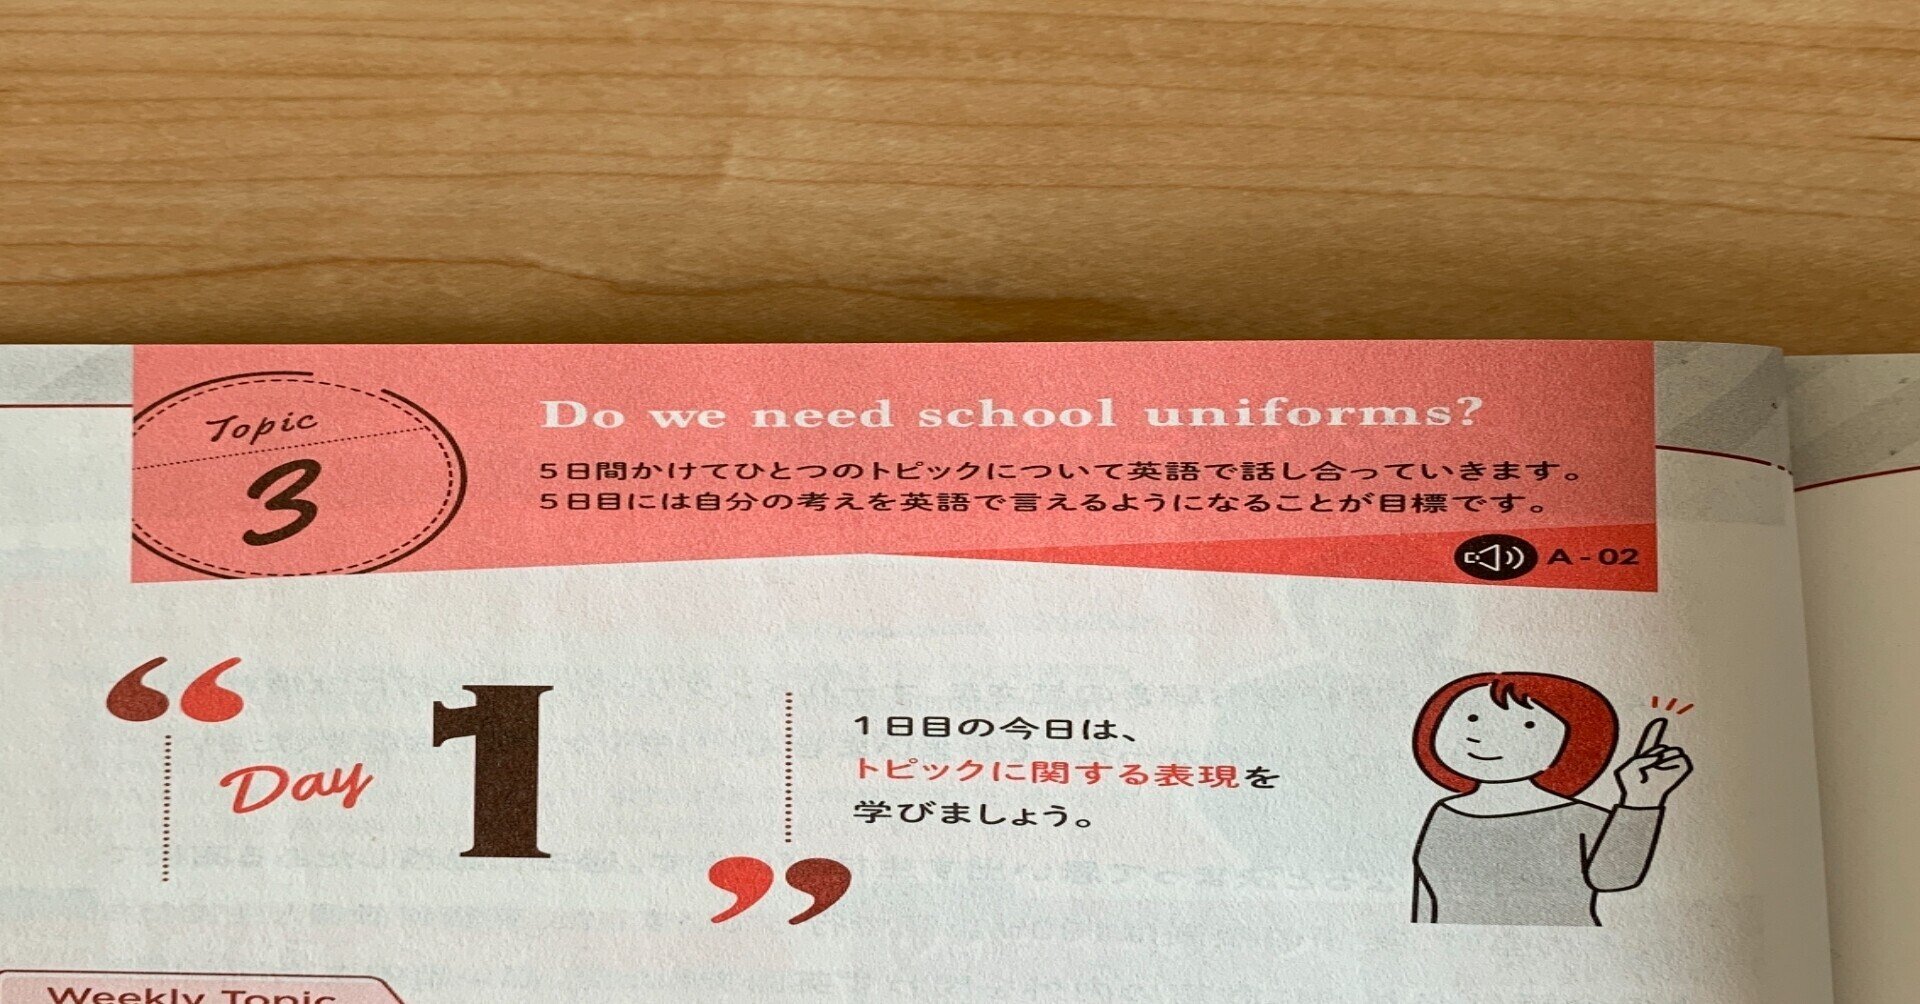 Topic
3
Do we need school uniforms?
5日間かけてひとつのトピックについて英語で話し合っていきます。
5日目には自分の考えを英語で言えるようになることが目標です。
A - 02
“
Day 1
”
1日目の今日は、
トピックに関する表現を
学びましょう。
Weekly Topic